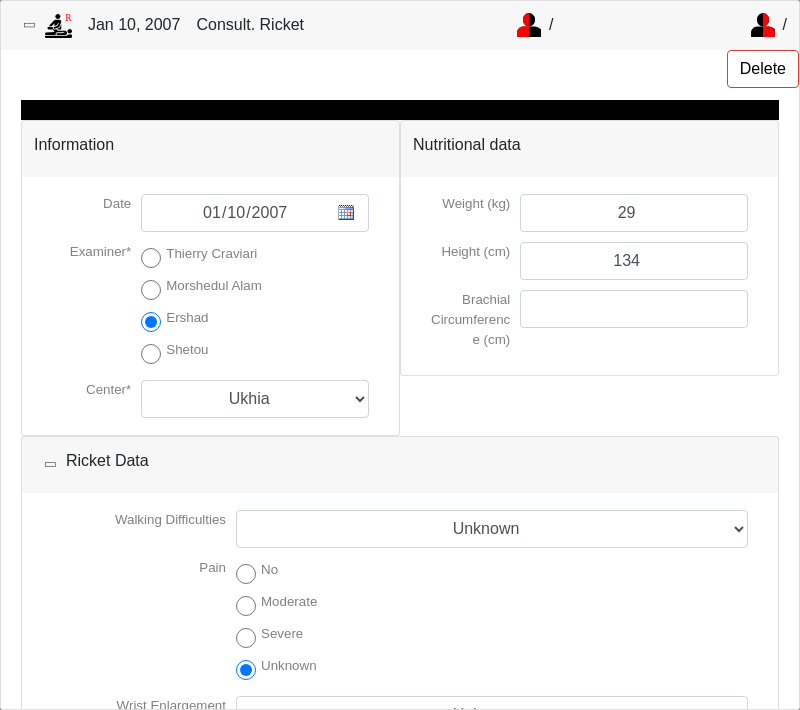 R
Jan 10, 2007 Consult. Ricket / /
Delete
Information
Date 01/10/2007
Examiner* Thierry Craviari
Morshedul Alam
Ershad
Shetou
Center* Ukhia
Nutritional data
Weight (kg) 29
Height (cm) 134
Brachial
Circumferenc
e (cm)
Ricket Data
Walking Difficulties Unknown
Pain No
Moderate
Severe
Unknown
Wrist Enlargement